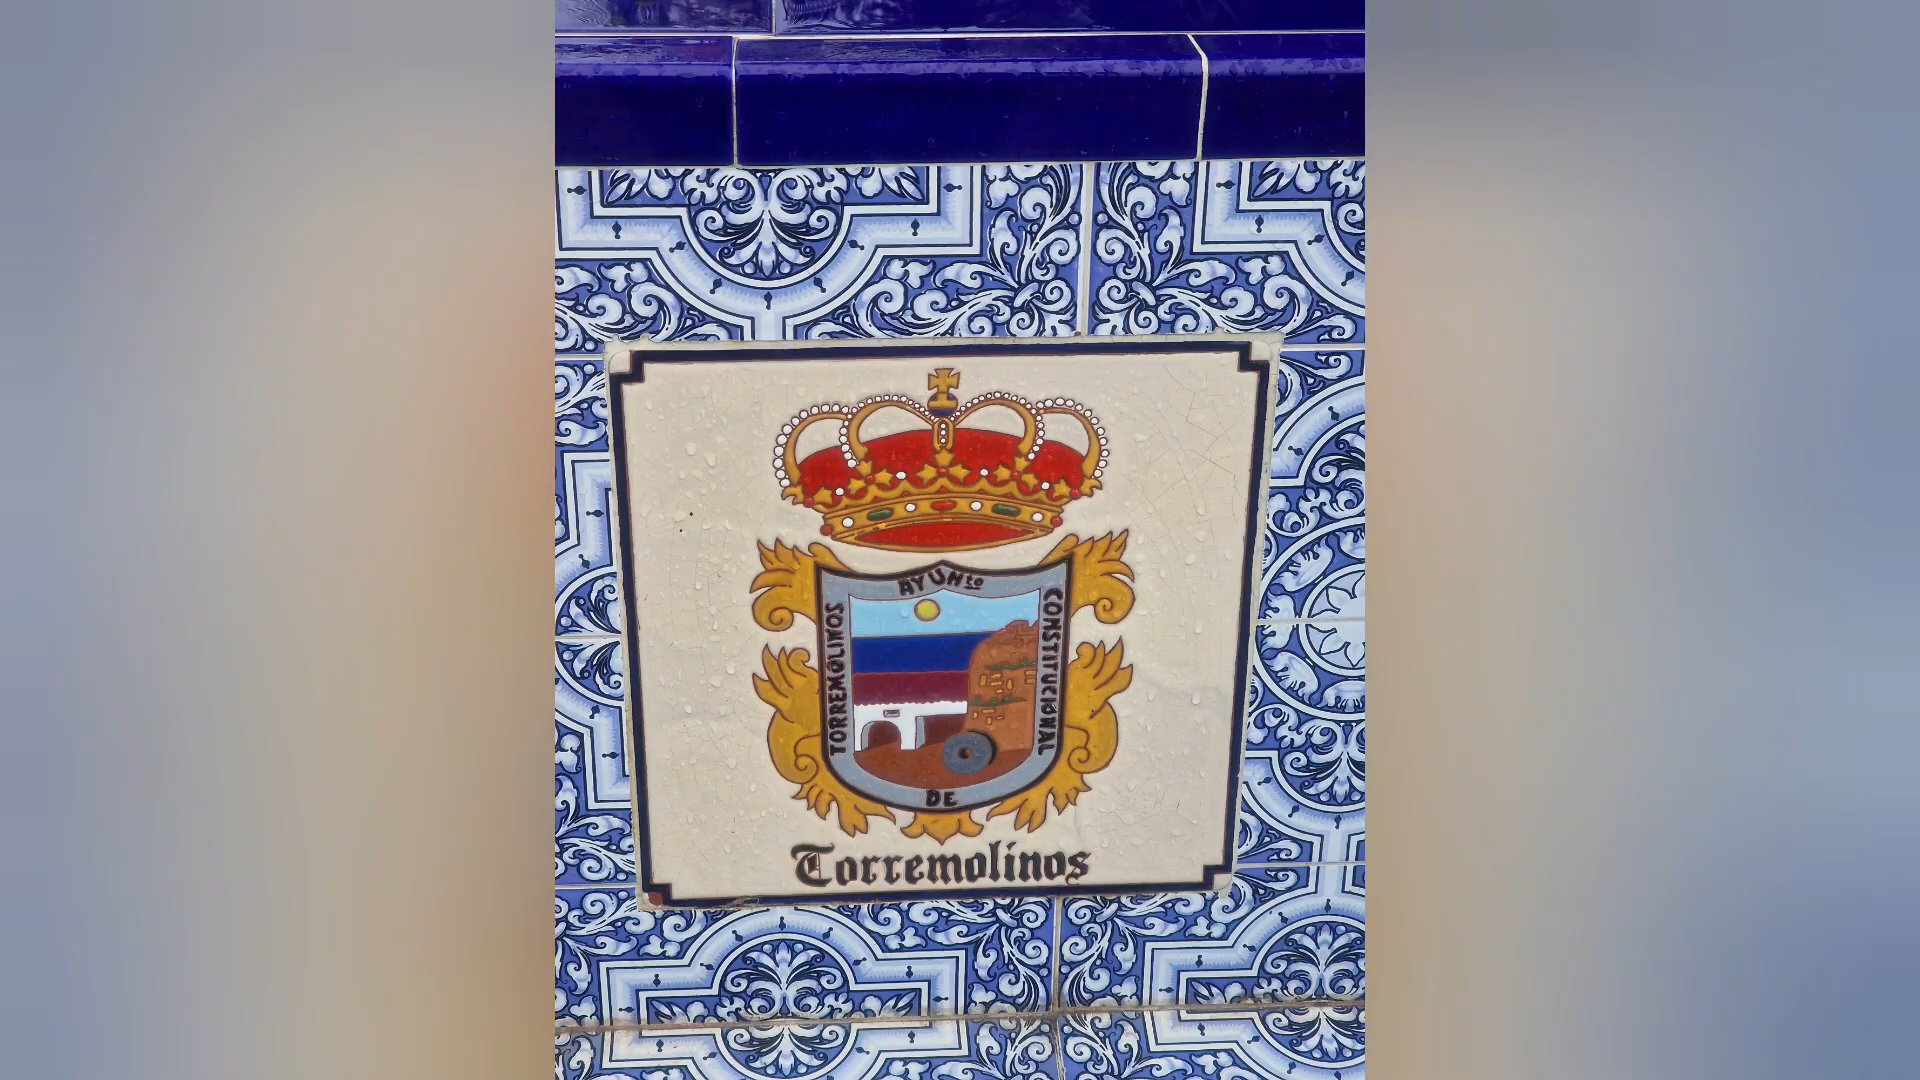 AYUNto
CONSTITUCIONAL
DE
TORREMOLINOS
Torremolinos